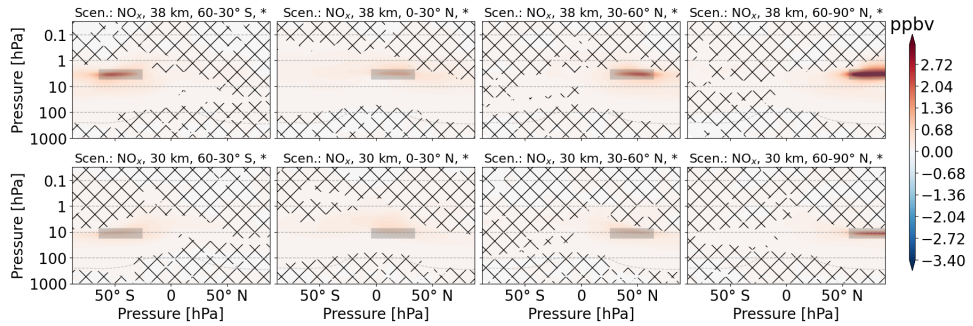 Scen.: NOx, 38 km, 60-30° S, *
Scen.: NOx, 38 km, 0-30° N, *
Scen.: NOx, 38 km, 30-60° N, *
Scen.: NOx, 38 km, 60-90° N, *
ppbv
Pressure [hPa]
0.1
1
10
100
1000
2.72
2.04
1.36
0.68
0.00
−0.68
−1.36
−2.04
−2.72
−3.40
Scen.: NOx, 30 km, 60-30° S, *
Scen.: NOx, 30 km, 0-30° N, *
Scen.: NOx, 30 km, 30-60° N, *
Scen.: NOx, 30 km, 60-90° N, *
Pressure [hPa]
0.1
1
10
100
1000
50° S 0 50° N
50° S 0 50° N
50° S 0 50° N
50° S 0 50° N
Pressure [hPa]
Pressure [hPa]
Pressure [hPa]
Pressure [hPa]